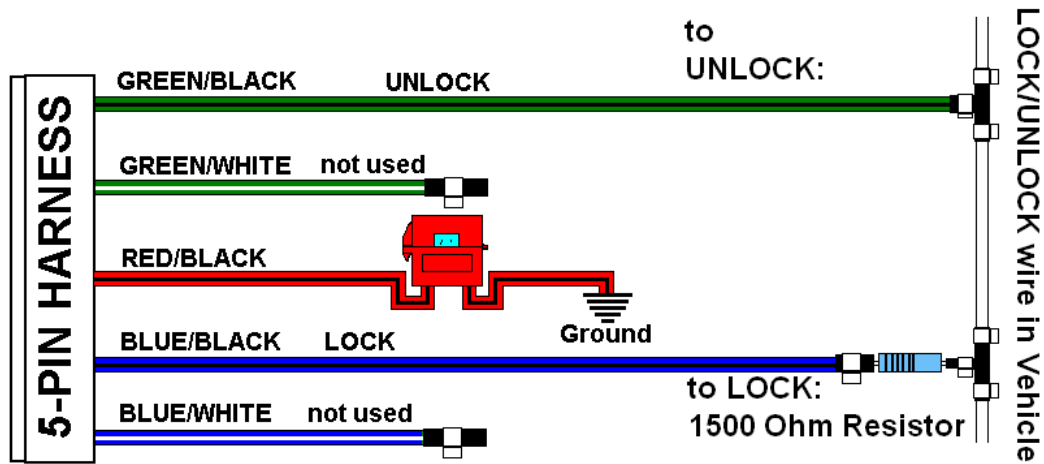 5-PIN HARNESS
GREEN/BLACK UNLOCK
to
UNLOCK:
GREEN/WHITE not used
RED/BLACK
Ground
BLUE/BLACK LOCK
to LOCK:
1500 Ohm Resistor
BLUE/WHITE not used
LOCK/UNLOCK wire in Vehicle